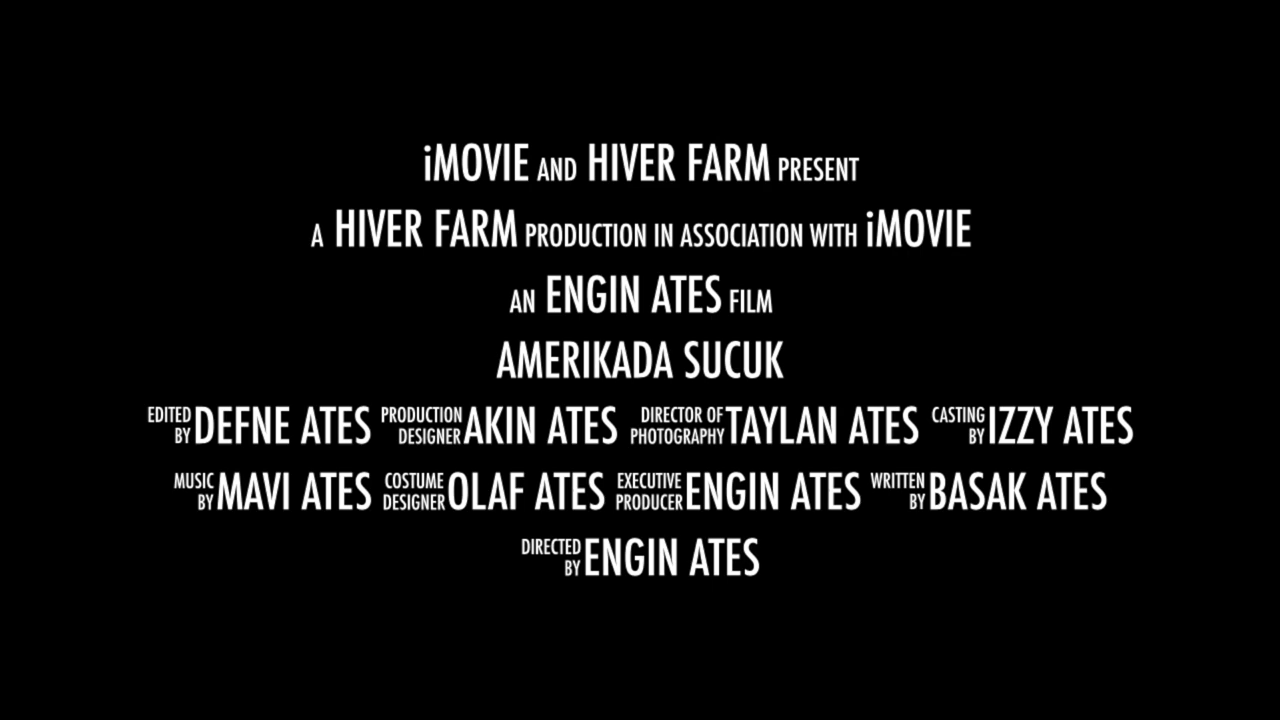 iMOVIE AND HIVER FARM PRESENT
A HIVER FARM PRODUCTION IN ASSOCIATION WITH iMOVIE
AN ENGIN ATES FILM
AMERIKADA SUCUK
EDITED BY DEFNE ATES PRODUCTION DESIGNER AKIN ATES DIRECTOR OF PHOTOGRAPHY TAYLAN ATES CASTING BY IZZY ATES
MUSIC BY MAVI ATES COSTUME DESIGNER OLAF ATES EXECUTIVE PRODUCER ENGIN ATES WRITTEN BY BASAK ATES
DIRECTED BY ENGIN ATES